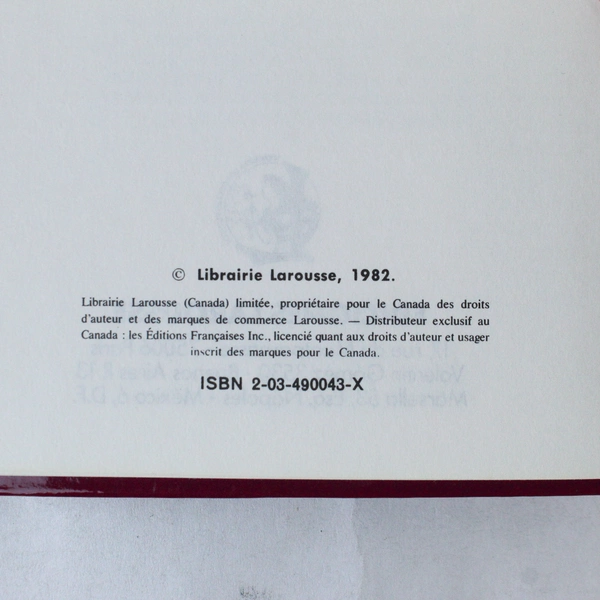 © Librairie Larousse, 1982.
Librairie Larousse (Canada) limitée, propriétaire pour le Canada des droits
d'auteur et des marques de commerce Larousse. — Distributeur exclusif au
Canada : les Éditions Françaises Inc., licencié quant aux droits d'auteur et usager
inscrit des marques pour le Canada.
ISBN 2-03-490043-X